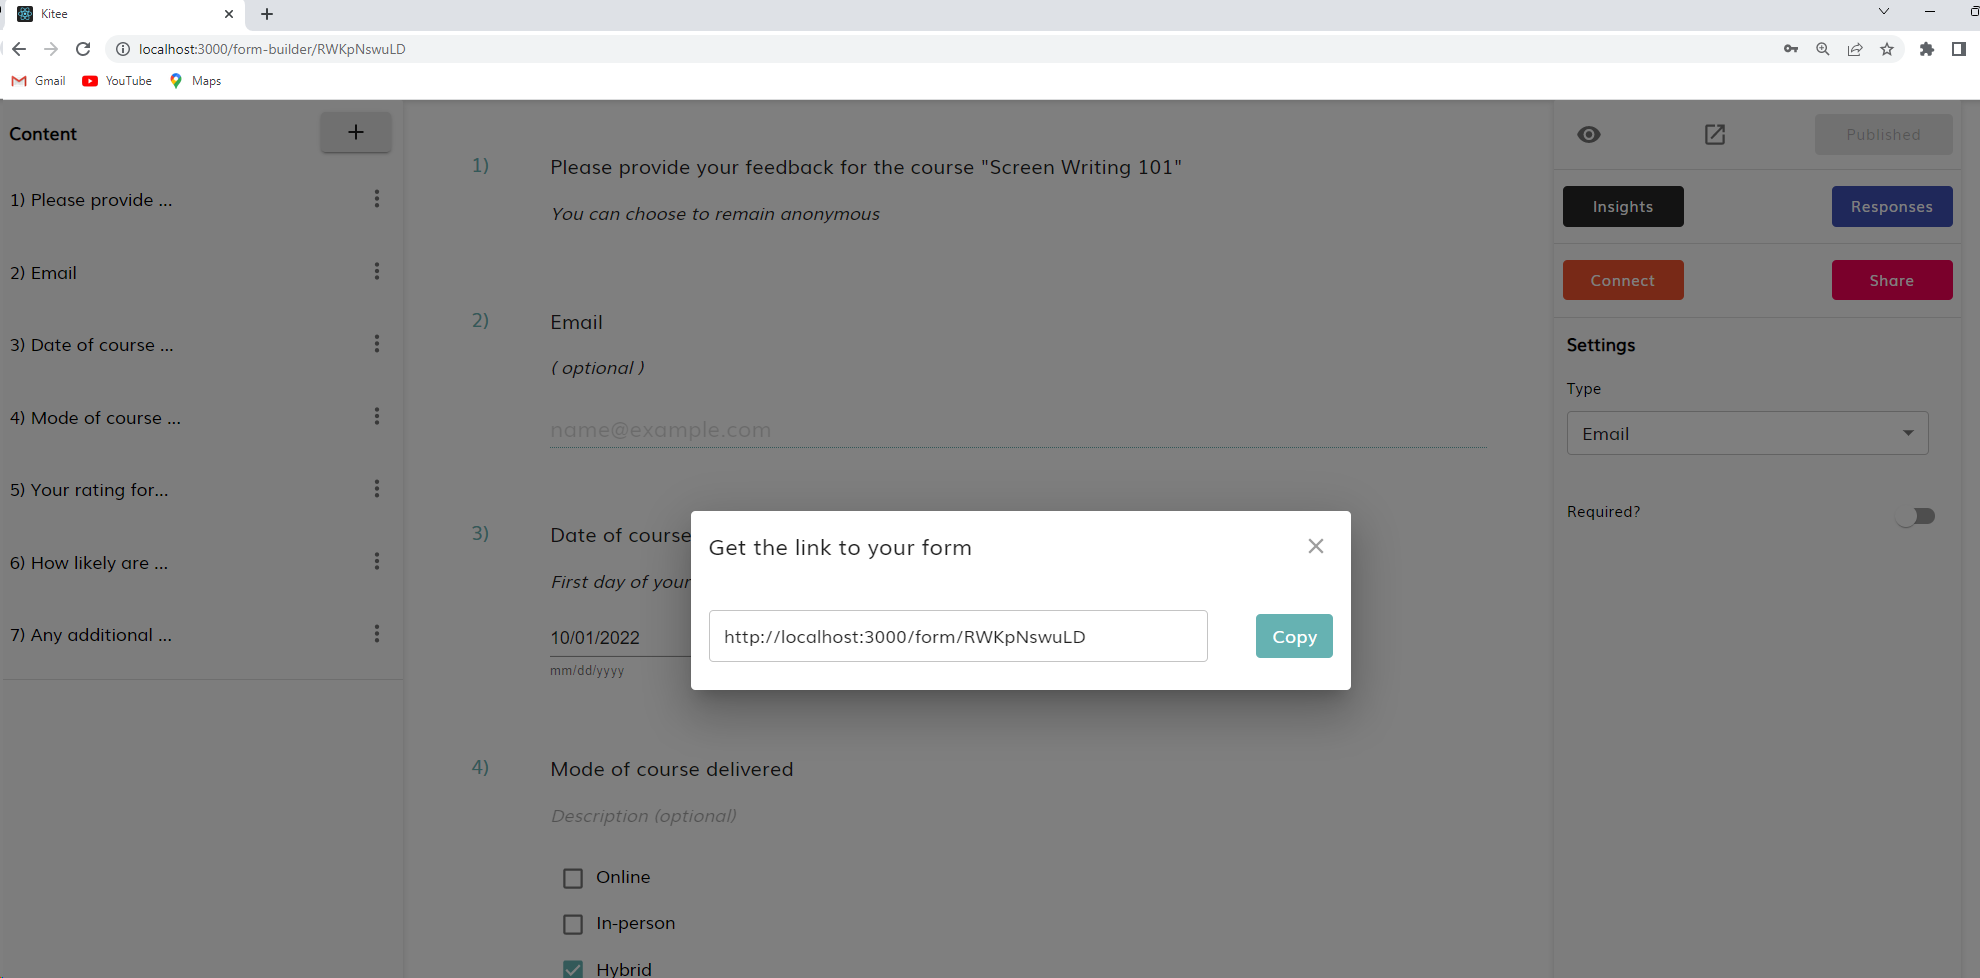 Kitee
localhost:3000/form-builder/RWKpNswuLD
Gmail YouTube Maps
Content
1) Please provide ...
2) Email
3) Date of course ...
4) Mode of course ...
5) Your rating for...
6) How likely are ...
7) Any additional ...
1) Please provide your feedback for the course "Screen Writing 101"
You can choose to remain anonymous
2) Email
( optional )
name@example.com
3) Date of course
First day of your
10/01/2022
mm/dd/yyyy
4) Mode of course delivered
Description (optional)
Online
In-person
Hybrid
Get the link to your form
http://localhost:3000/form/RWKpNswuLD
Copy
Published
Insights Responses
Connect Share
Settings
Type
Email
Required?